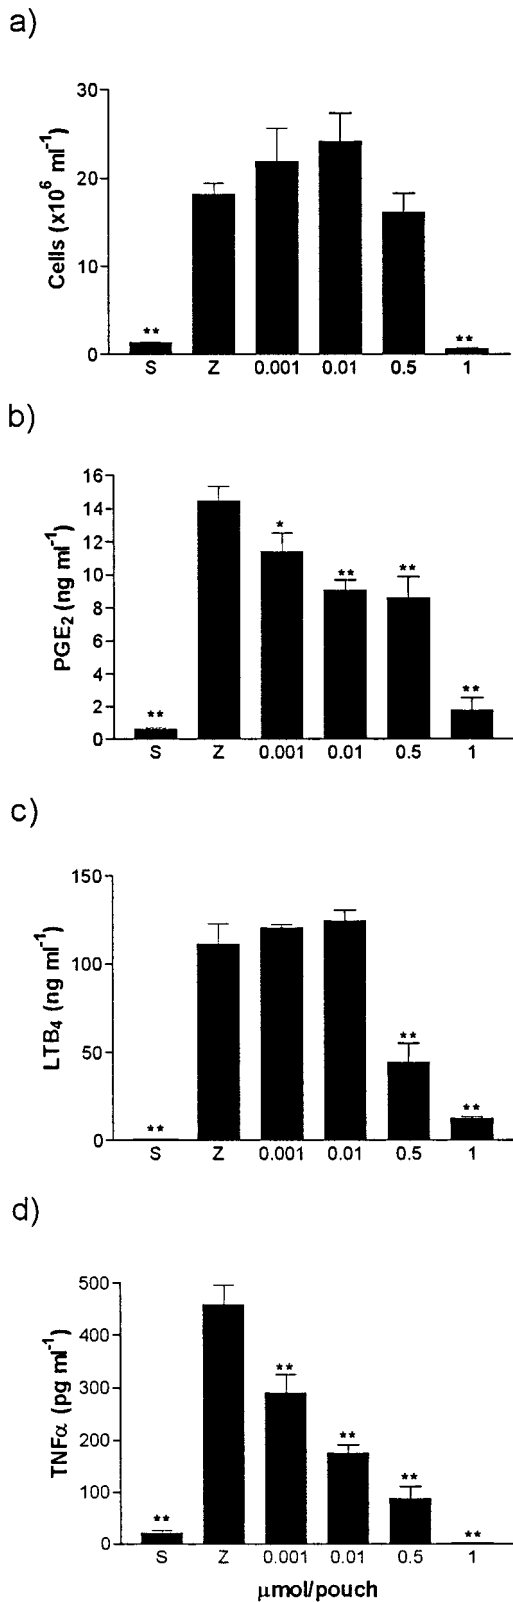 a)
30
20
10
0
Cells (x10⁶ ml⁻¹)
**
**
S Z 0.001 0.01 0.5 1
b)
16
14
12
10
8
6
4
2
0
PGE₂ (ng ml⁻¹)
**
*
**
**
**
S Z 0.001 0.01 0.5 1
c)
150
100
50
0
LTB₄ (ng ml⁻¹)
**
**
**
S Z 0.001 0.01 0.5 1
d)
500
400
300
200
100
0
TNFα (pg ml⁻¹)
**
**
**
**
**
S Z 0.001 0.01 0.5 1
μmol/pouch